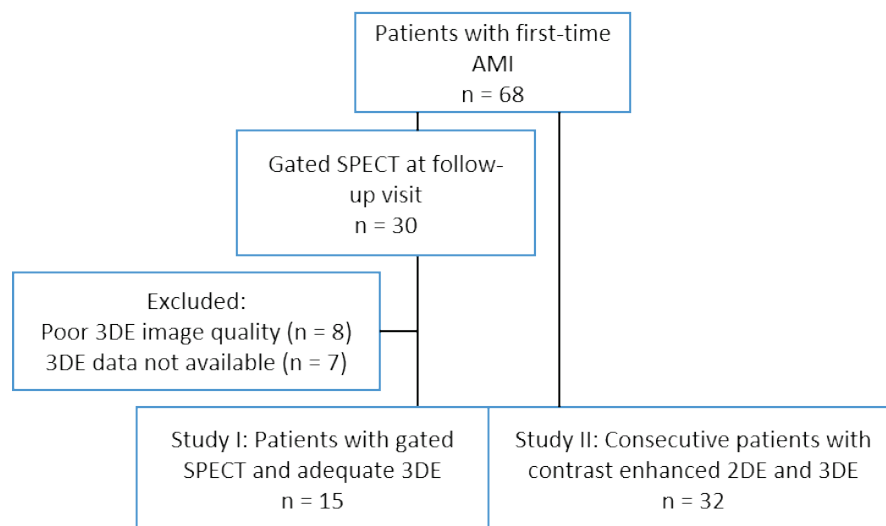 Patients with first-time
AMI
n = 68
Gated SPECT at follow-
up visit
n = 30
Excluded:
Poor 3DE image quality (n = 8)
3DE data not available (n = 7)
Study I: Patients with gated
SPECT and adequate 3DE
n = 15
Study II: Consecutive patients with
contrast enhanced 2DE and 3DE
n = 32